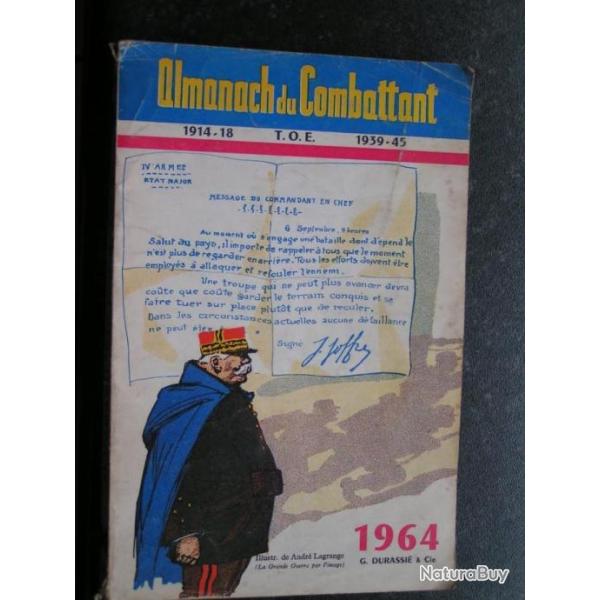 Almanach du Combattant
1914-18 T.O.E. 1939-45
IVe ARMEE
ETAT MAJOR
MESSAGE DU COMMANDANT EN CHEF
6 Septembre, 9 heures
Au moment où s'engage une bataille dont dépend le
Salut du pays, il importe de rappeler à tous que le moment
n'est plus de regarder en arrière. Tous les efforts doivent être
employés à attaquer et refouler l'ennemi.
Une troupe qui ne peut plus avancer devra
coûte que coûte garder le terrain conquis et se
faire tuer sur place plutôt que de reculer.
Dans les circonstances actuelles aucune défaillance
ne peut être
Signé J. Joffre
Illustr. de André Lagrange
(La Grande Guerre par l'image)
1964
G. DURASSIÉ & Cie
NaturaBuy